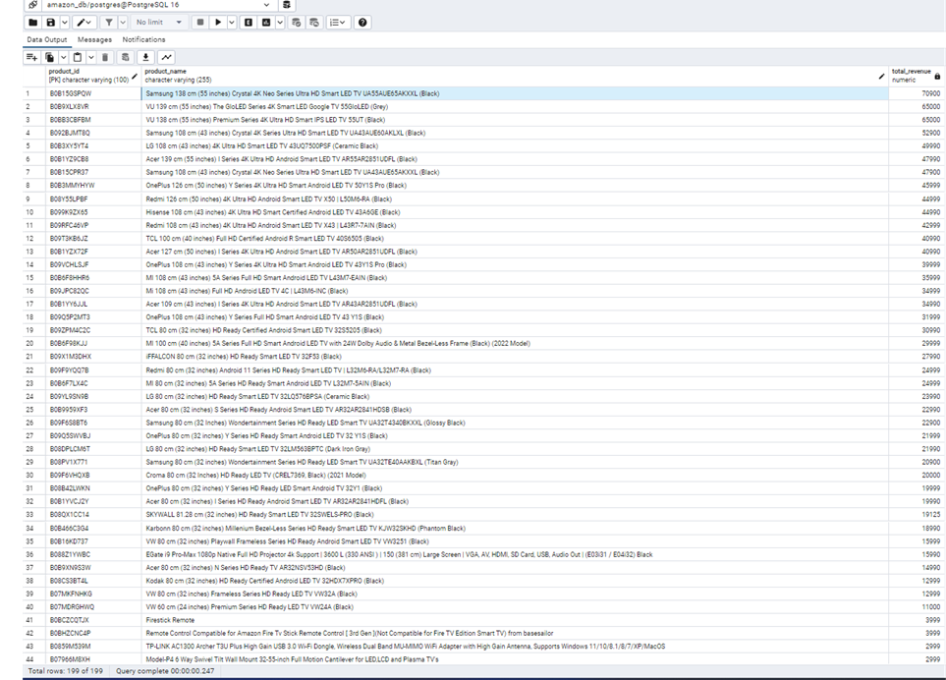 amazon_db/postgres@PostgreSQL 16
No limit
Data Output Messages Notifications
product_id product_name total_revenue
[PK] character varying (100) character varying (255) numeric
1 B0B15GSPQW Samsung 138 cm (55 inches) Crystal 4K Neo Series Ultra HD Smart LED TV UA55AUE65AKXXL (Black) 70900
2 B0B9XLX8VR VU 139 cm (55 inches) The GloLED Series 4K Smart LED Google TV 55GloLED (Grey) 65000
3 B0BB3CBFBM VU 138 cm (55 inches) Premium Series 4K Ultra HD Smart IPS LED TV 55UT (Black) 65000
4 B092BJMT8Q Samsung 108 cm (43 inches) Crystal 4K Series Ultra HD Smart LED TV UA43AUE60AKLXL (Black) 52900
5 B0B3XY5YT4 LG 108 cm (43 inches) 4K Ultra HD Smart LED TV 43UQ7500PSF (Ceramic Black) 49990
6 B0B1YZ9CB8 Acer 139 cm (55 inches) I Series 4K Ultra HD Android Smart LED TV AR55AR2851UDFL (Black) 47990
7 B0B15CPR37 Samsung 108 cm (43 inches) Crystal 4K Neo Series Ultra HD Smart LED TV UA43AUE65AKXXL (Black) 47900
8 B0B3MMYHYW OnePlus 126 cm (50 inches) Y Series 4K Ultra HD Smart Android LED TV 50Y1S Pro (Black) 45999
9 B08Y55LPBF Redmi 126 cm (50 inches) 4K Ultra HD Android Smart LED TV X50 | L50M6-RA (Black) 44999
10 B099K9ZX65 Hisense 108 cm (43 inches) 4K Ultra HD Smart Certified Android LED TV 43A6GE (Black) 44990
11 B09RFC46VP Redmi 108 cm (43 inches) 4K Ultra HD Android Smart LED TV X43 | L43R7-7AIN (Black) 42999
12 B09T3KB6JZ TCL 100 cm (40 inches) Full HD Certified Android R Smart LED TV 40S6505 (Black) 40990
13 B0B1YZX72F Acer 127 cm (50 inches) I Series 4K Ultra HD Android Smart LED TV AR50AR2851UDFL (Black) 40990
14 B09VCHLSJF OnePlus 108 cm (43 inches) Y Series 4K Ultra HD Smart Android LED TV 43Y1S Pro (Black) 39999
15 B0B6F8HHR6 MI 108 cm (43 inches) 5A Series Full HD Smart Android LED TV L43M7-EAIN (Black) 35999
16 B09JPC82QC Mi 108 cm (43 inches) Full HD Android LED TV 4C | L43M6-INC (Black) 34999
17 B0B1YY6JJL Acer 109 cm (43 inches) I Series 4K Ultra HD Android Smart LED TV AR43AR2851UDFL (Black) 34990
18 B09Q5P2MT3 OnePlus 108 cm (43 inches) Y Series Full HD Smart Android LED TV 43 Y1S (Black) 31999
19 B09ZPM4C2C TCL 80 cm (32 inches) HD Ready Certified Android Smart LED TV 32S5205 (Black) 30990
20 B0B6F98KJJ MI 100 cm (40 inches) 5A Series Full HD Smart Android LED TV with 24W Dolby Audio & Metal Bezel-Less Frame (Black) (2022 Model) 29999
21 B09X1M3DHX iFFALCON 80 cm (32 inches) HD Ready Smart LED TV 32F53 (Black) 27990
22 B09F9YQQ7B Redmi 80 cm (32 inches) Android 11 Series HD Ready Smart LED TV | L32M6-RA/L32M7-RA (Black) 24999
23 B0B6F7LX4C MI 80 cm (32 inches) 5A Series HD Ready Smart Android LED TV L32M7-5AIN (Black) 24999
24 B09YL9SN9B LG 80 cm (32 inches) HD Ready Smart LED TV 32LQ576BPSA (Ceramic Black) 23990
25 B0B9959XF3 Acer 80 cm (32 inches) S Series HD Ready Android Smart LED TV AR32AR2841HDSB (Black) 22990
26 B09F6S8BT6 Samsung 80 cm (32 Inches) Wondertainment Series HD Ready LED Smart TV UA32T4340BKXXL (Glossy Black) 22900
27 B09Q5SWVBJ OnePlus 80 cm (32 inches) Y Series HD Ready Smart Android LED TV 32 Y1S (Black) 21999
28 B08DPLCM6T LG 80 cm (32 inches) HD Ready Smart LED TV 32LM563BPTC (Dark Iron Gray) 21990
29 B08PV1X771 Samsung 80 cm (32 inches) Wondertainment Series HD Ready LED Smart TV UA32TE40AAKBXL (Titan Gray) 20900
30 B09F6VHQXB Croma 80 cm (32 Inches) HD Ready LED TV (CREL7369, Black) (2021 Model) 20000
31 B08B42LWKN OnePlus 80 cm (32 inches) Y Series HD Ready LED Smart Android TV 32Y1 (Black) 19999
32 B0B1YVCJ2Y Acer 80 cm (32 inches) I Series HD Ready Android Smart LED TV AR32AR2841HDFL (Black) 19990
33 B08QX1CC14 SKYWALL 81.28 cm (32 inches) HD Ready Smart LED TV 32SWELS-PRO (Black) 19125
34 B0B466C3G4 Karbonn 80 cm (32 inches) Millenium Bezel-Less Series HD Ready Smart LED TV KJW32SKHD (Phantom Black) 18990
35 B0B16KD737 VW 80 cm (32 inches) Playwall Frameless Series HD Ready Android Smart LED TV VW3251 (Black) 15999
36 B088Z1YWBC EGate i9 Pro-Max 1080p Native Full HD Projector 4k Support | 3600 L (330 ANSI ) | 150 (381 cm) Large Screen | VGA, AV, HDMI, SD Card, USB, Audio Out | (E03i31 / E04i32) Black 15990
37 B0B9XN9S3W Acer 80 cm (32 inches) N Series HD Ready TV AR32NSV53HD (Black) 14990
38 B08CS3BT4L Kodak 80 cm (32 inches) HD Ready Certified Android LED TV 32HDX7XPRO (Black) 12999
39 B07MKFNHKG VW 80 cm (32 inches) Frameless Series HD Ready LED TV VW32A (Black) 12999
40 B07MDRGHWQ VW 60 cm (24 inches) Premium Series HD Ready LED TV VW24A (Black) 11000
41 B0BCZCQTJX Firestick Remote 3999
42 B0BHZCNC4P Remote Control Compatible for Amazon Fire Tv Stick Remote Control [ 3rd Gen ](Not Compatible for Fire TV Edition Smart TV) from basesailor 3999
43 B0859M539M TP-LINK AC1300 Archer T3U Plus High Gain USB 3.0 Wi-Fi Dongle, Wireless Dual Band MU-MIMO WiFi Adapter with High Gain Antenna, Supports Windows 11/10/8.1/8/7/XP/MacOS 2999
44 B07966M8XH Model-P4 6 Way Swivel Tilt Wall Mount 32-55-inch Full Motion Cantilever for LED,LCD and Plasma TV's 2999
Total rows: 199 of 199 Query complete 00:00:00.247